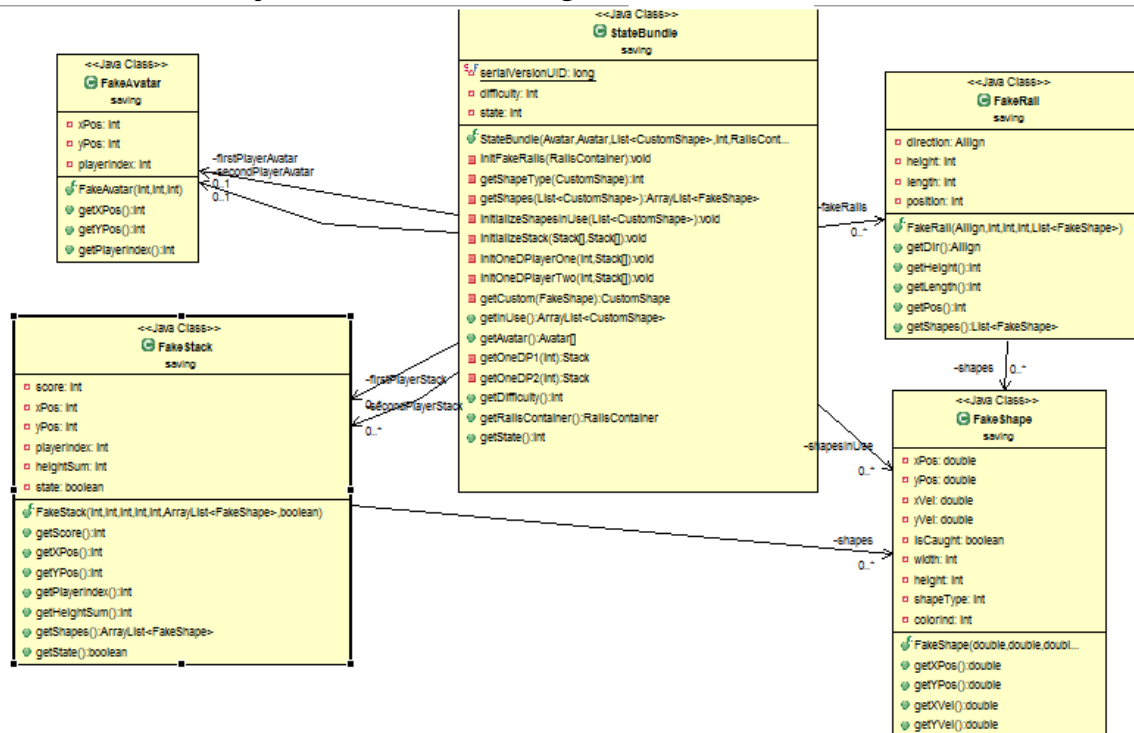 <<Java Class>>
StateBundle
saving
serialVersionUID: long
difficulty: int
state: int
StateBundle(Avatar,Avatar,List<CustomShape>,int,RailsCont...
initFakeRails(RailsContainer):void
getShapeType(CustomShape):int
getShapes(List<CustomShape>):ArrayList<FakeShape>
initializeShapesInUse(List<CustomShape>):void
initializeStack(Stack[],Stack[]):void
initOneDPlayerOne(int,Stack[]):void
initOneDPlayerTwo(int,Stack[]):void
getCustom(FakeShape):CustomShape
getInUse():ArrayList<CustomShape>
getAvatar():Avatar[]
getOneDP1(int):Stack
getOneDP2(int):Stack
getDifficulty():int
getRailsContainer():RailsContainer
getState():int
<<Java Class>>
FakeAvatar
saving
xPos: int
yPos: int
playerIndex: int
FakeAvatar(int,int,int)
getXPos():int
getYPos():int
getPlayerIndex():int
-firstPlayerAvatar
-secondPlayerAvatar
0..1
0..1
<<Java Class>>
FakeRail
saving
direction: Allign
height: int
length: int
position: int
FakeRail(Allign,int,int,int,List<FakeShape>)
getDir():Allign
getHeight():int
getLength():int
getPos():int
getShapes():List<FakeShape>
-fakeRails
0..*
<<Java Class>>
FakeStack
saving
score: int
xPos: int
yPos: int
playerIndex: int
heightSum: int
state: boolean
FakeStack(int,int,int,int,int,ArrayList<FakeShape>,boolean)
getScore():int
getXPos():int
getYPos():int
getPlayerIndex():int
getHeightSum():int
getShapes():ArrayList<FakeShape>
getState():boolean
-firstPlayerStack
-secondPlayerStack
0..*
-shapes
0..*
-shapesInUse
0..*
-shapes
0..*
<<Java Class>>
FakeShape
saving
xPos: double
yPos: double
xVel: double
yVel: double
isCaught: boolean
width: int
height: int
shapeType: int
colorInd: int
FakeShape(double,double,doubl...
getXPos():double
getYPos():double
getXVel():double
getYVel():double